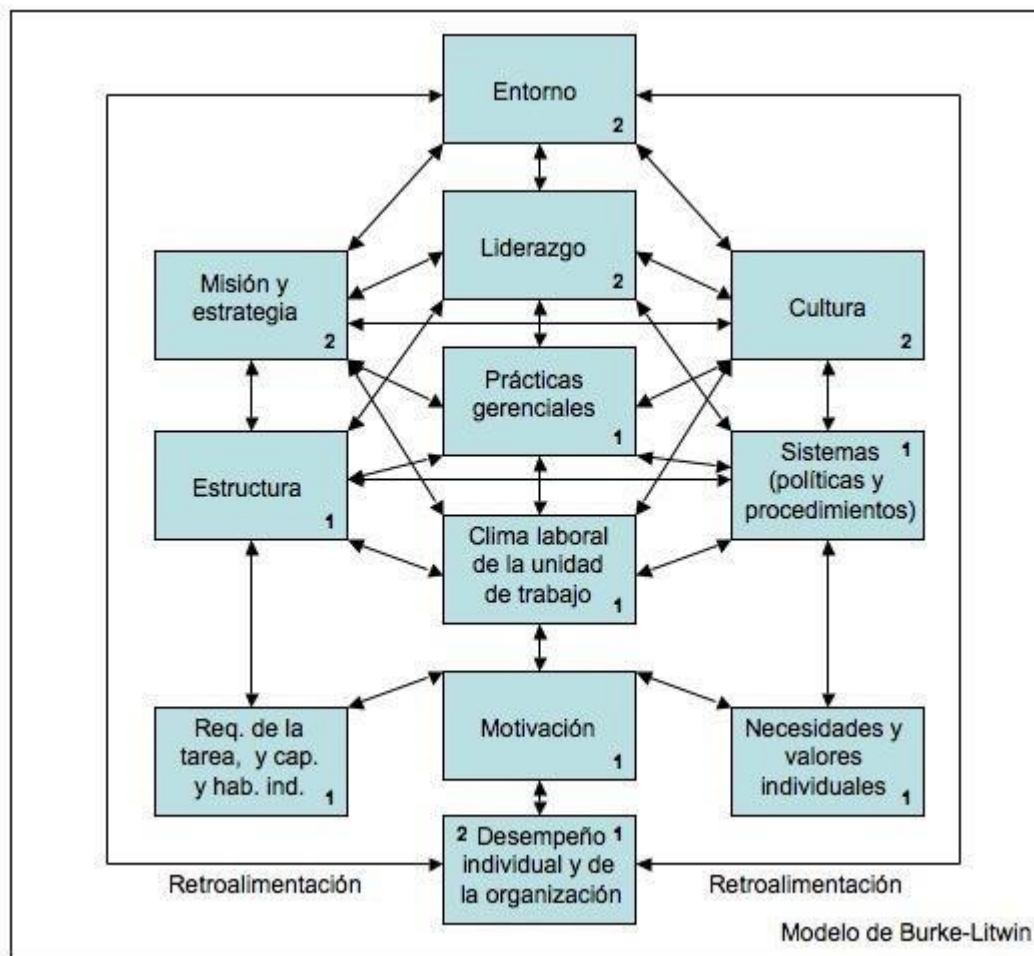 Entorno
2
Liderazgo
2
Misión y
estrategia
2
Cultura
2
Prácticas
gerenciales
1
Estructura
1
Sistemas 1
(políticas y
procedimientos)
Clima laboral
de la unidad
de trabajo
1
Req. de la
tarea, y cap.
y hab. ind.
1
Motivación
1
Necesidades y
valores
individuales
1
2 Desempeño 1
individual y de
la organización
Retroalimentación
Retroalimentación
Modelo de Burke-Litwin